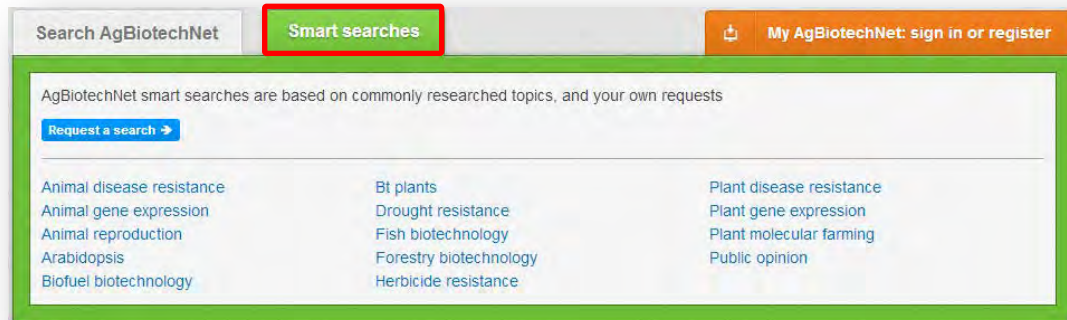 Search AgBiotechNet
Smart searches
My AgBiotechNet: sign in or register
AgBiotechNet smart searches are based on commonly researched topics, and your own requests
Request a search →
Animal disease resistance
Animal gene expression
Animal reproduction
Arabidopsis
Biofuel biotechnology
Bt plants
Drought resistance
Fish biotechnology
Forestry biotechnology
Herbicide resistance
Plant disease resistance
Plant gene expression
Plant molecular farming
Public opinion